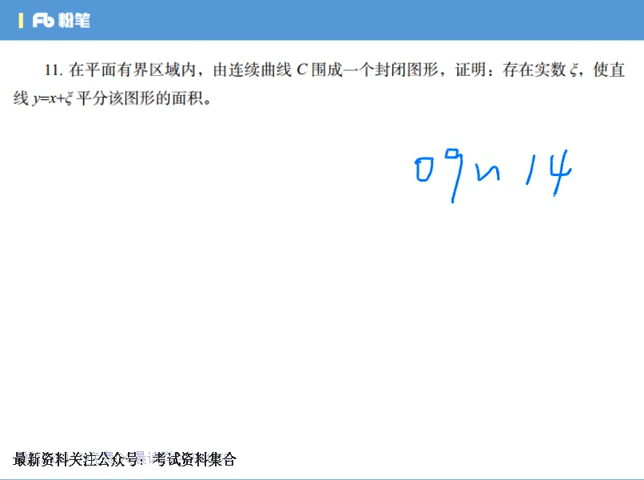 粉笔
11. 在平面有界区域内，由连续曲线 C 围成一个封闭图形，证明：存在实数 ξ，使直
线 y=x+ξ 平分该图形的面积。
09 n 14
最新资料关注公众号：考试资料集合